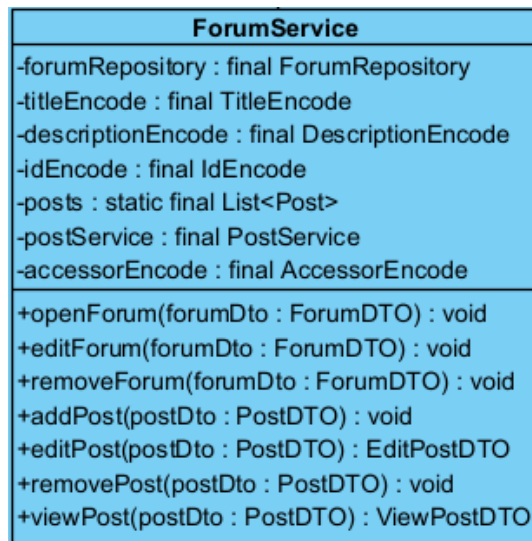 ForumService
-forumRepository : final ForumRepository
-titleEncode : final TitleEncode
-descriptionEncode : final DescriptionEncode
-idEncode : final IdEncode
-posts : static final List<Post>
-postService : final PostService
-accessorEncode : final AccessorEncode
+openForum(forumDto : ForumDTO) : void
+editForum(forumDto : ForumDTO) : void
+removeForum(forumDto : ForumDTO) : void
+addPost(postDto : PostDTO) : void
+editPost(postDto : PostDTO) : EditPostDTO
+removePost(postDto : PostDTO) : void
+viewPost(postDto : PostDTO) : ViewPostDTO